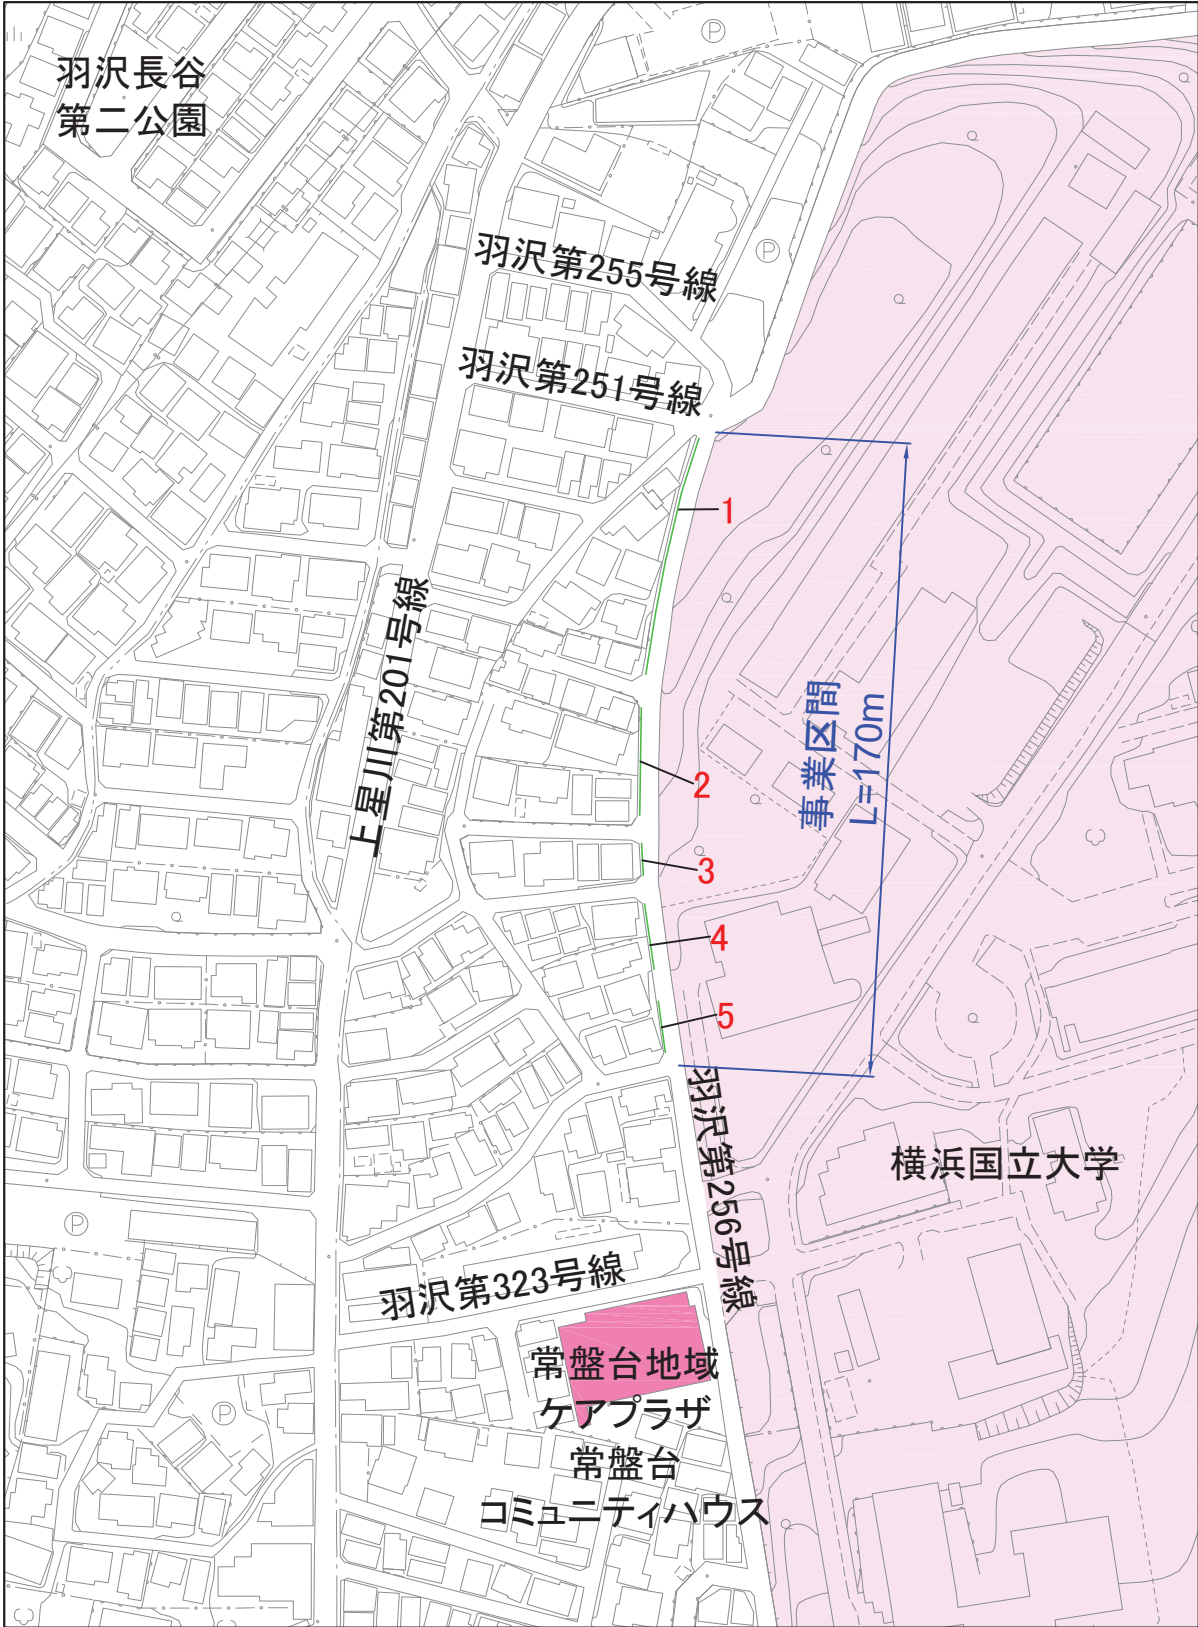 羽沢長谷
第二公園
P
P
羽沢第255号線
羽沢第251号線
1
上星川第201号線
事業区間
L=170m
2
3
4
5
羽沢第256号線
横浜国立大学
P
羽沢第323号線
常盤台地域
ケアプラザ
P
常盤台
コミュニティハウス